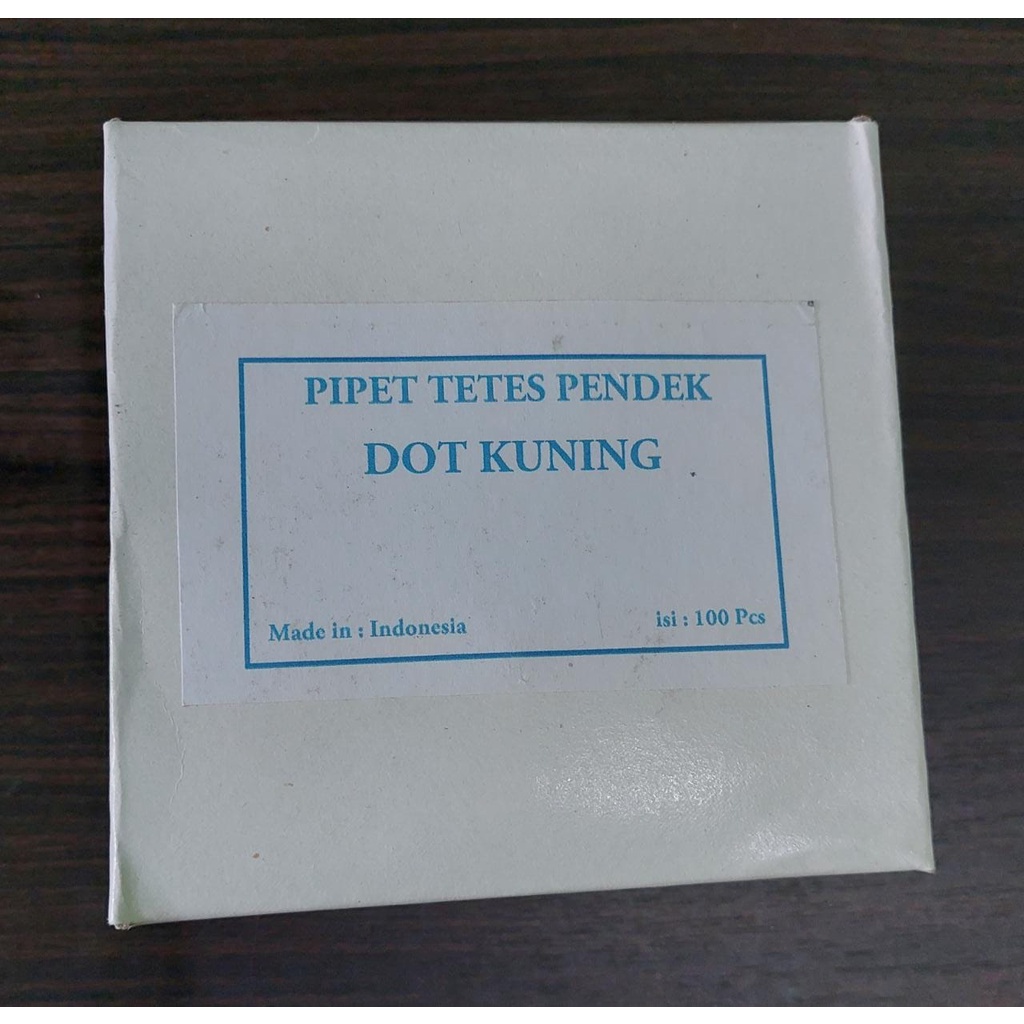 PIPET TETES PENDEK
DOT KUNING
Made in : Indonesia
isi : 100 Pcs